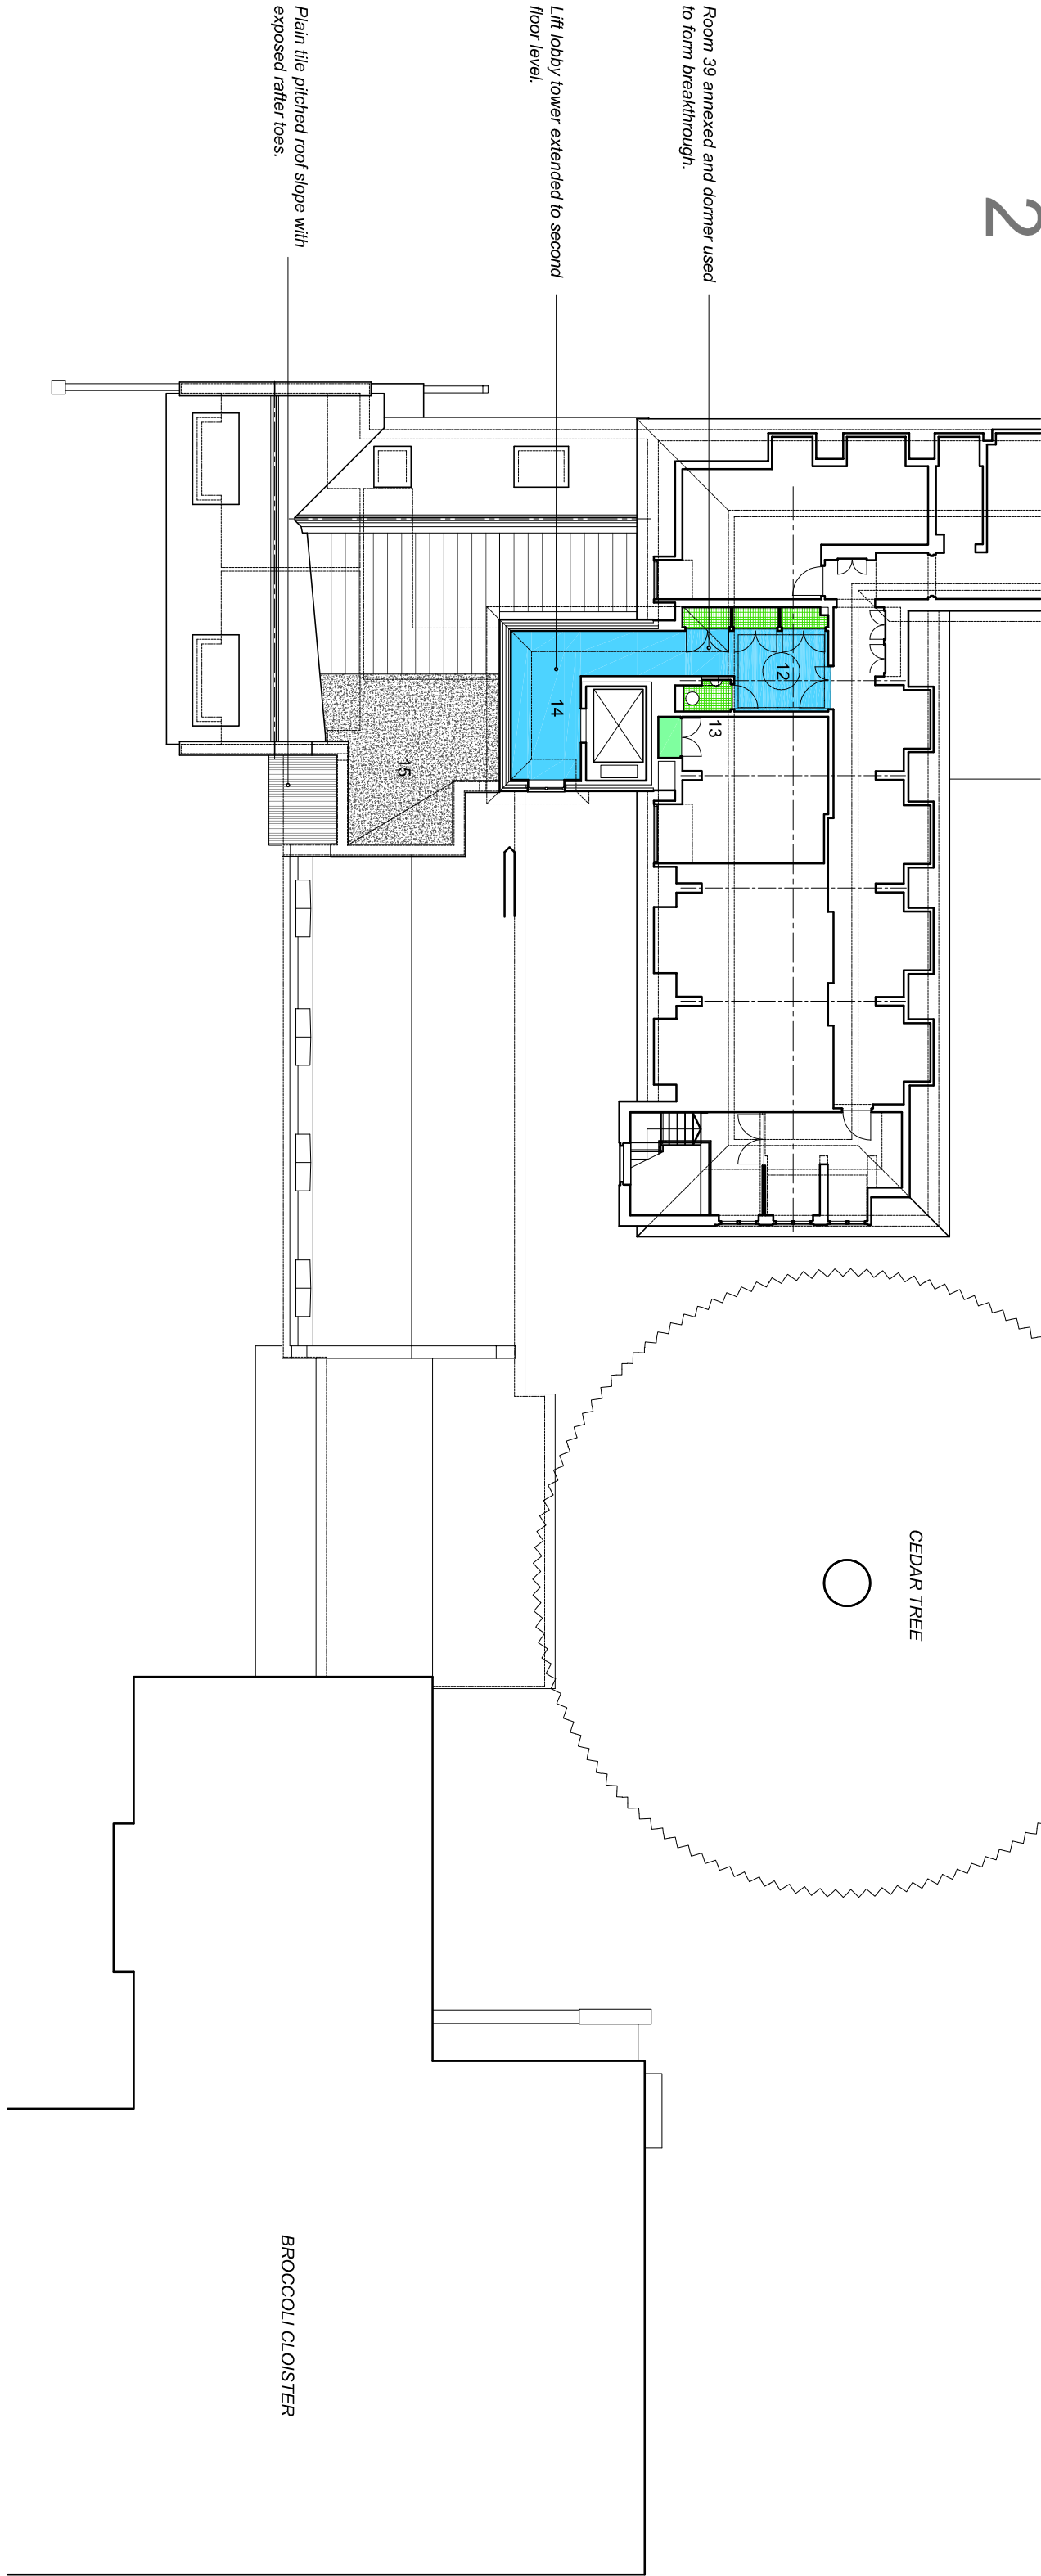 2
Room 39 annexed and dormer used
to form breakthrough.
Lift lobby tower extended to second
floor level.
Plain tile pitched roof slope with
exposed rafter toes.
12
13
14
15
CEDAR TREE
BROCCOLI CLOISTER